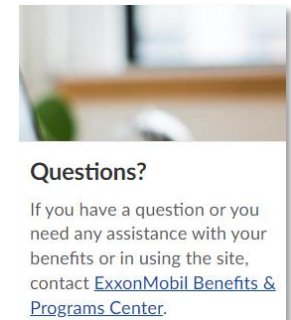 Questions?
If you have a question or you
need any assistance with your
benefits or in using the site,
contact ExxonMobil Benefits &
Programs Center.